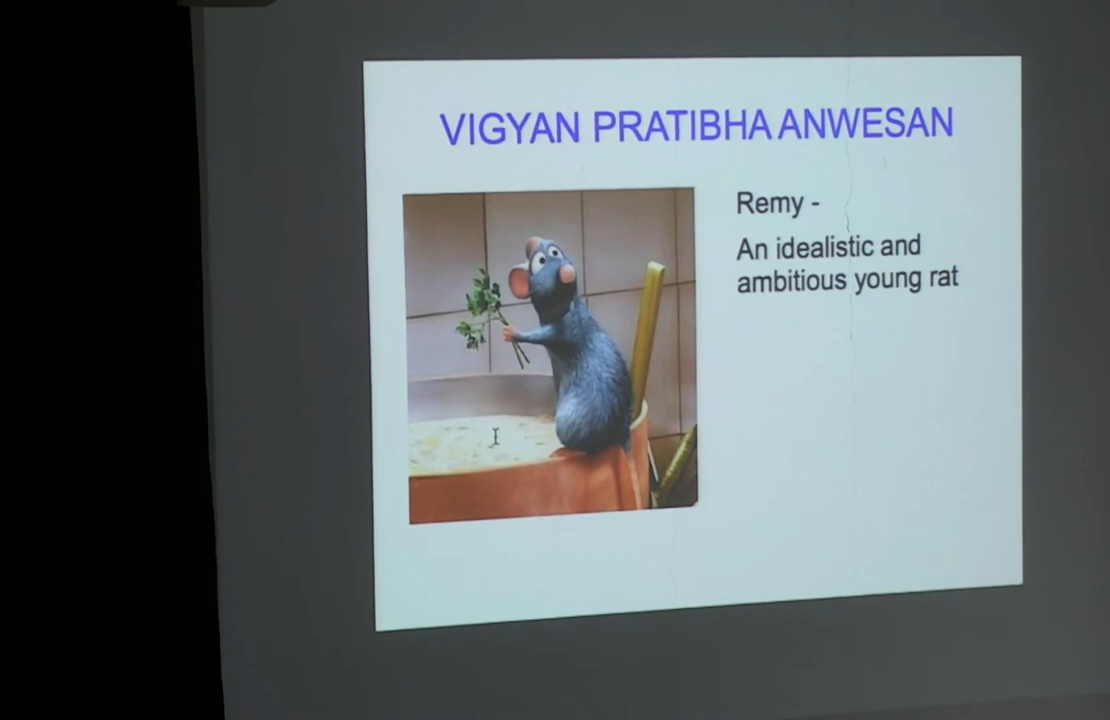 VIGYAN PRATIBHA ANWESAN
Remy -
An idealistic and
ambitious young rat